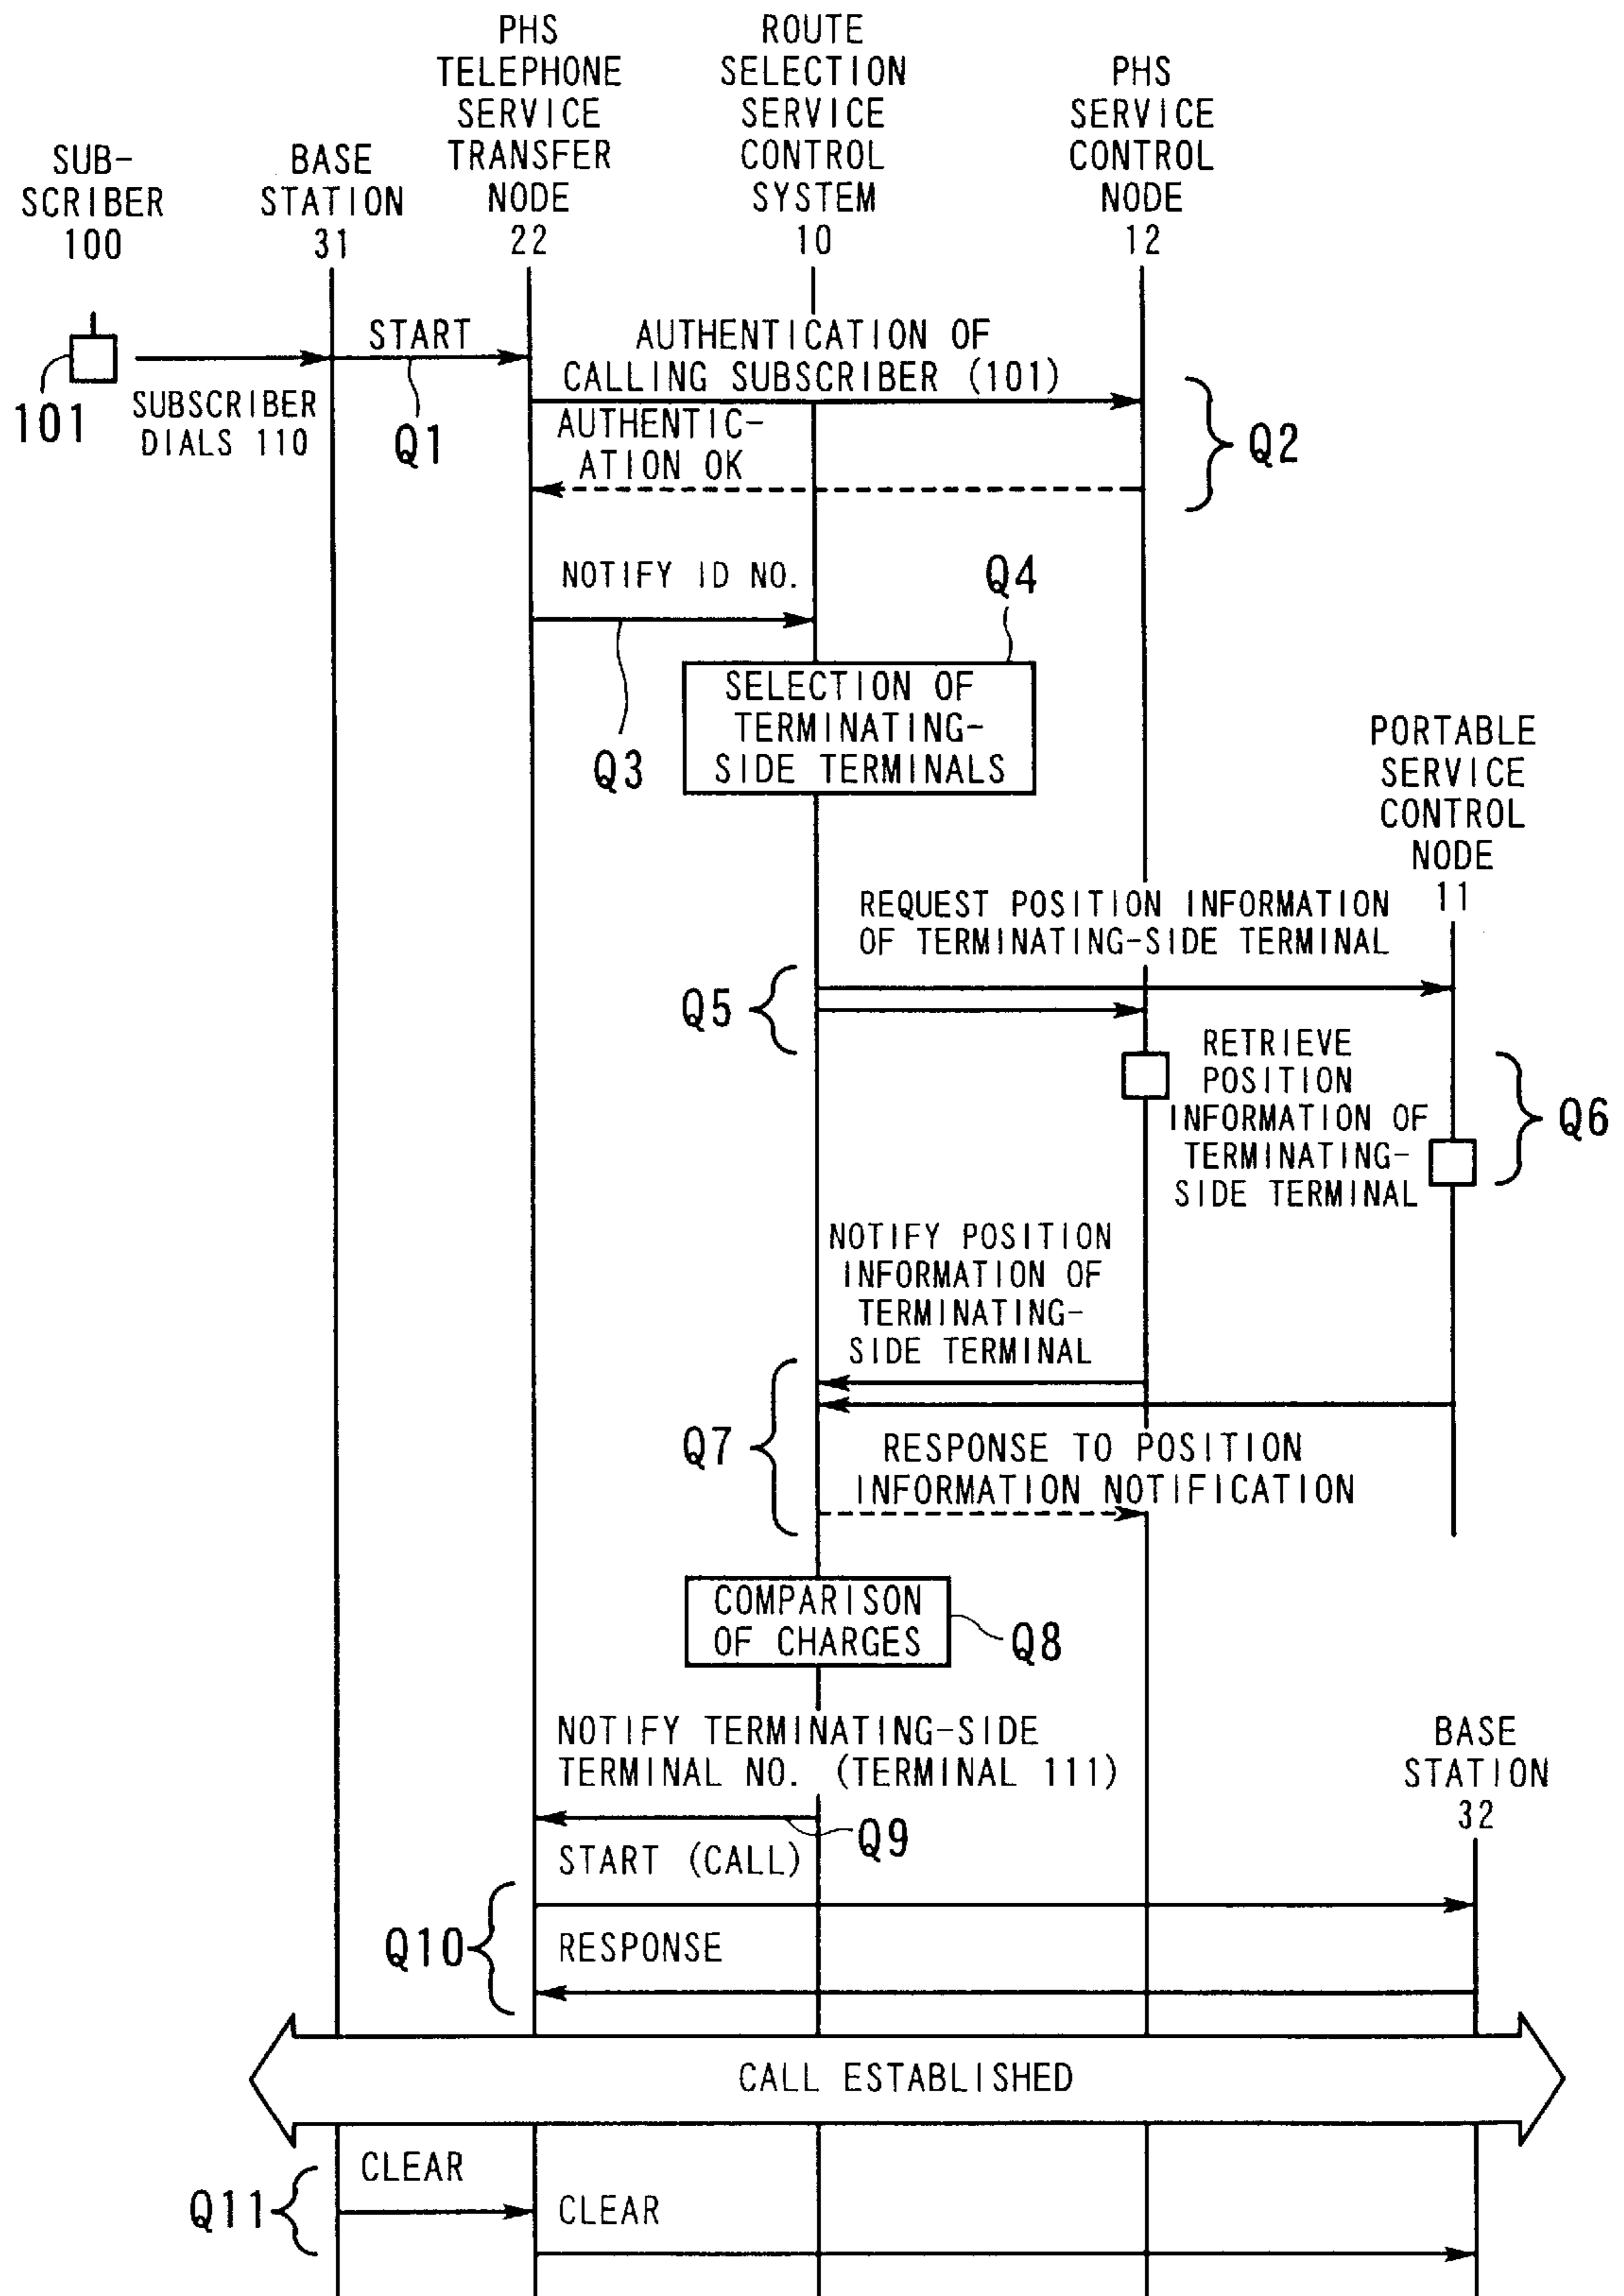 SUB-
SCRIBER
100
BASE
STATION
31
PHS
TELEPHONE
SERVICE
TRANSFER
NODE
22
ROUTE
SELECTION
SERVICE
CONTROL
SYSTEM
10
PHS
SERVICE
CONTROL
NODE
12
101
SUBSCRIBER
DIALS 110
START
Q1
AUTHENTICATION OF
CALLING SUBSCRIBER (101)
AUTHENTIC-
ATION OK
Q2
NOTIFY ID NO.
Q3
Q4
SELECTION OF
TERMINATING-
SIDE TERMINALS
PORTABLE
SERVICE
CONTROL
NODE
11
REQUEST POSITION INFORMATION
OF TERMINATING-SIDE TERMINAL
Q5
RETRIEVE
POSITION
INFORMATION OF
TERMINATING-
SIDE TERMINAL
Q6
NOTIFY POSITION
INFORMATION OF
TERMINATING-
SIDE TERMINAL
Q7
RESPONSE TO POSITION
INFORMATION NOTIFICATION
COMPARISON
OF CHARGES
Q8
NOTIFY TERMINATING-SIDE
TERMINAL NO. (TERMINAL 111)
BASE
STATION
32
Q9
START (CALL)
Q10
RESPONSE
CALL ESTABLISHED
CLEAR
Q11
CLEAR